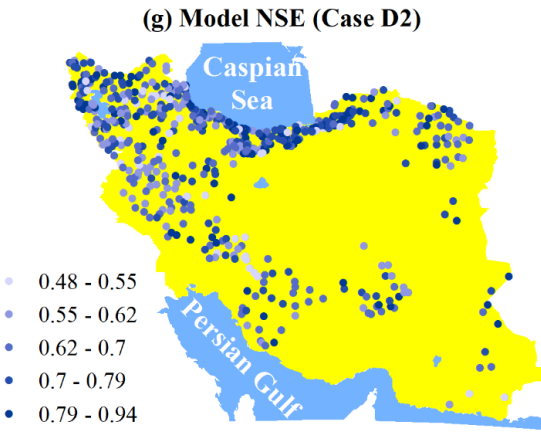 (g) Model NSE (Case D2)
Caspian
Sea
0.48 - 0.55
0.55 - 0.62
0.62 - 0.7
0.7 - 0.79
0.79 - 0.94
Persian Gulf